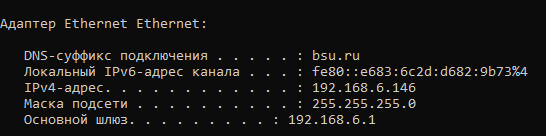 Адаптер Ethernet Ethernet:
DNS-суффикс подключения . . . . . : bsu.ru
Локальный IPv6-адрес канала . . . : fe80::e683:6c2d:d682:9b73%4
IPv4-адрес. . . . . . . . . . . . : 192.168.6.146
Маска подсети . . . . . . . . . . : 255.255.255.0
Основной шлюз. . . . . . . . . : 192.168.6.1